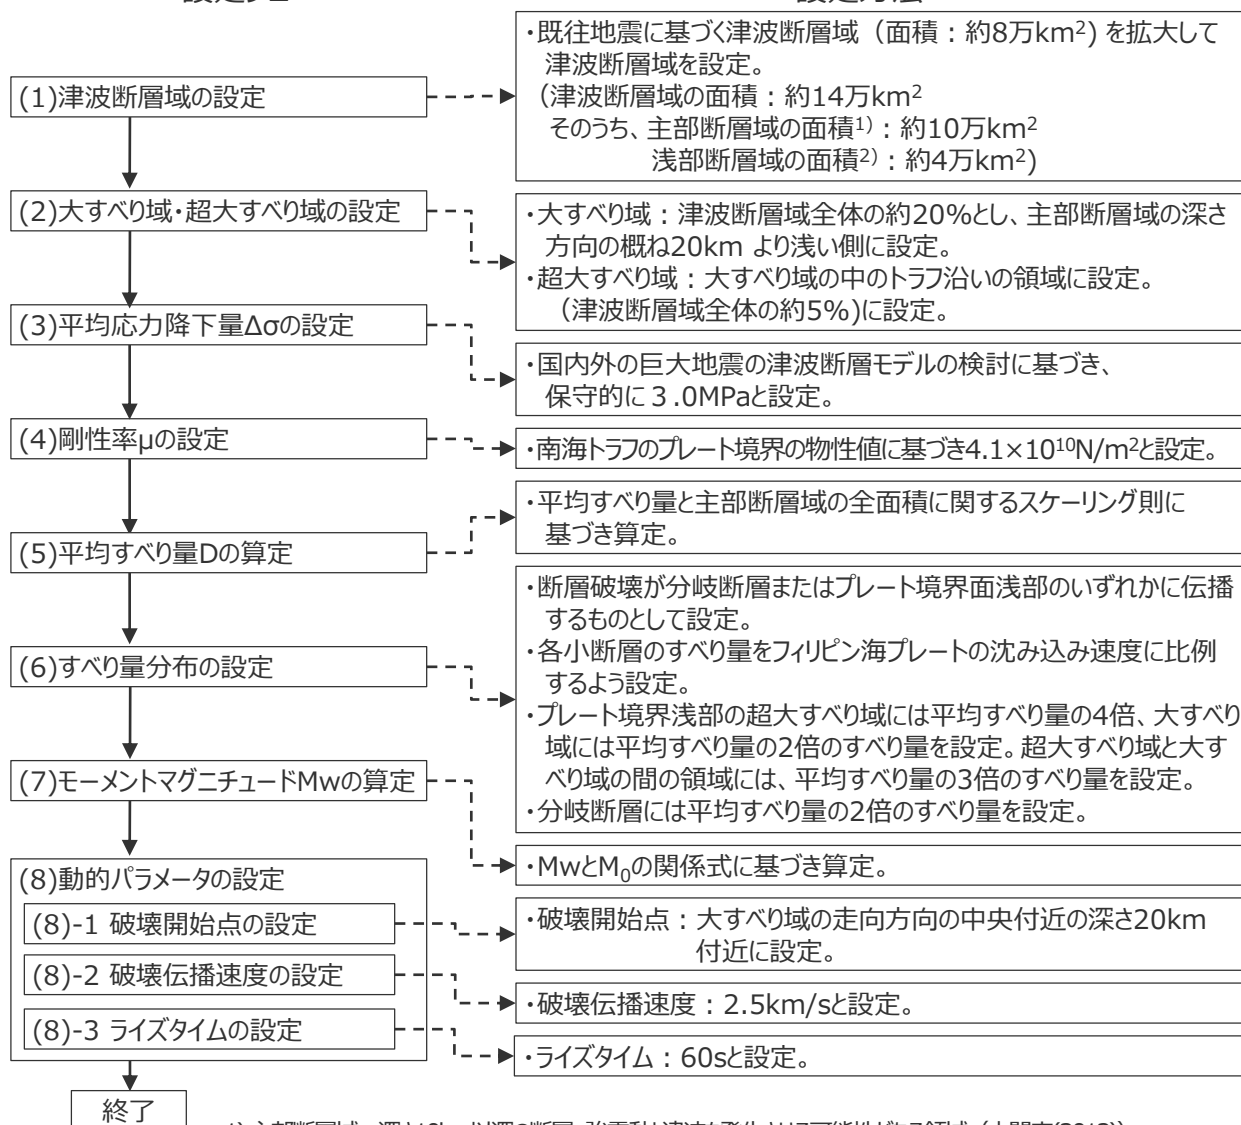 (1)津波断層域の設定
・既往地震に基づく津波断層域（面積：約8万km2) を拡大して
津波断層域を設定。
（津波断層域の面積：約14万km2
そのうち、主部断層域の面積1)：約10万km2
浅部断層域の面積2)：約4万km2)
(2)大すべり域・超大すべり域の設定
・大すべり域：津波断層域全体の約20%とし、主部断層域の深さ
方向の概ね20km より浅い側に設定。
・超大すべり域：大すべり域の中のトラフ沿いの領域に設定。
（津波断層域全体の約5%)に設定。
(3)平均応力降下量Δσの設定
・国内外の巨大地震の津波断層モデルの検討に基づき、
保守的に３.0MPaと設定。
(4)剛性率μの設定
・南海トラフのプレート境界の物性値に基づき4.1×1010N/m2と設定。
(5)平均すべり量Dの算定
・平均すべり量と主部断層域の全面積に関するスケーリング則に
基づき算定。
(6)すべり量分布の設定
・断層破壊が分岐断層またはプレート境界面浅部のいずれかに伝播
するものとして設定。
・各小断層のすべり量をフィリピン海プレートの沈み込み速度に比例
するよう設定。
・プレート境界浅部の超大すべり域には平均すべり量の4倍、大すべり
域には平均すべり量の2倍のすべり量を設定。超大すべり域と大す
べり域の間の領域には、平均すべり量の3倍のすべり量を設定。
・分岐断層には平均すべり量の2倍のすべり量を設定。
(7)モーメントマグニチュードMwの算定
・MwとM0の関係式に基づき算定。
(8)動的パラメータの設定
(8)-1 破壊開始点の設定
・破壊開始点：大すべり域の走向方向の中央付近の深さ20km
付近に設定。
(8)-2 破壊伝播速度の設定
・破壊伝播速度：2.5km/sと設定。
(8)-3 ライズタイムの設定
・ライズタイム：60sと設定。
終了